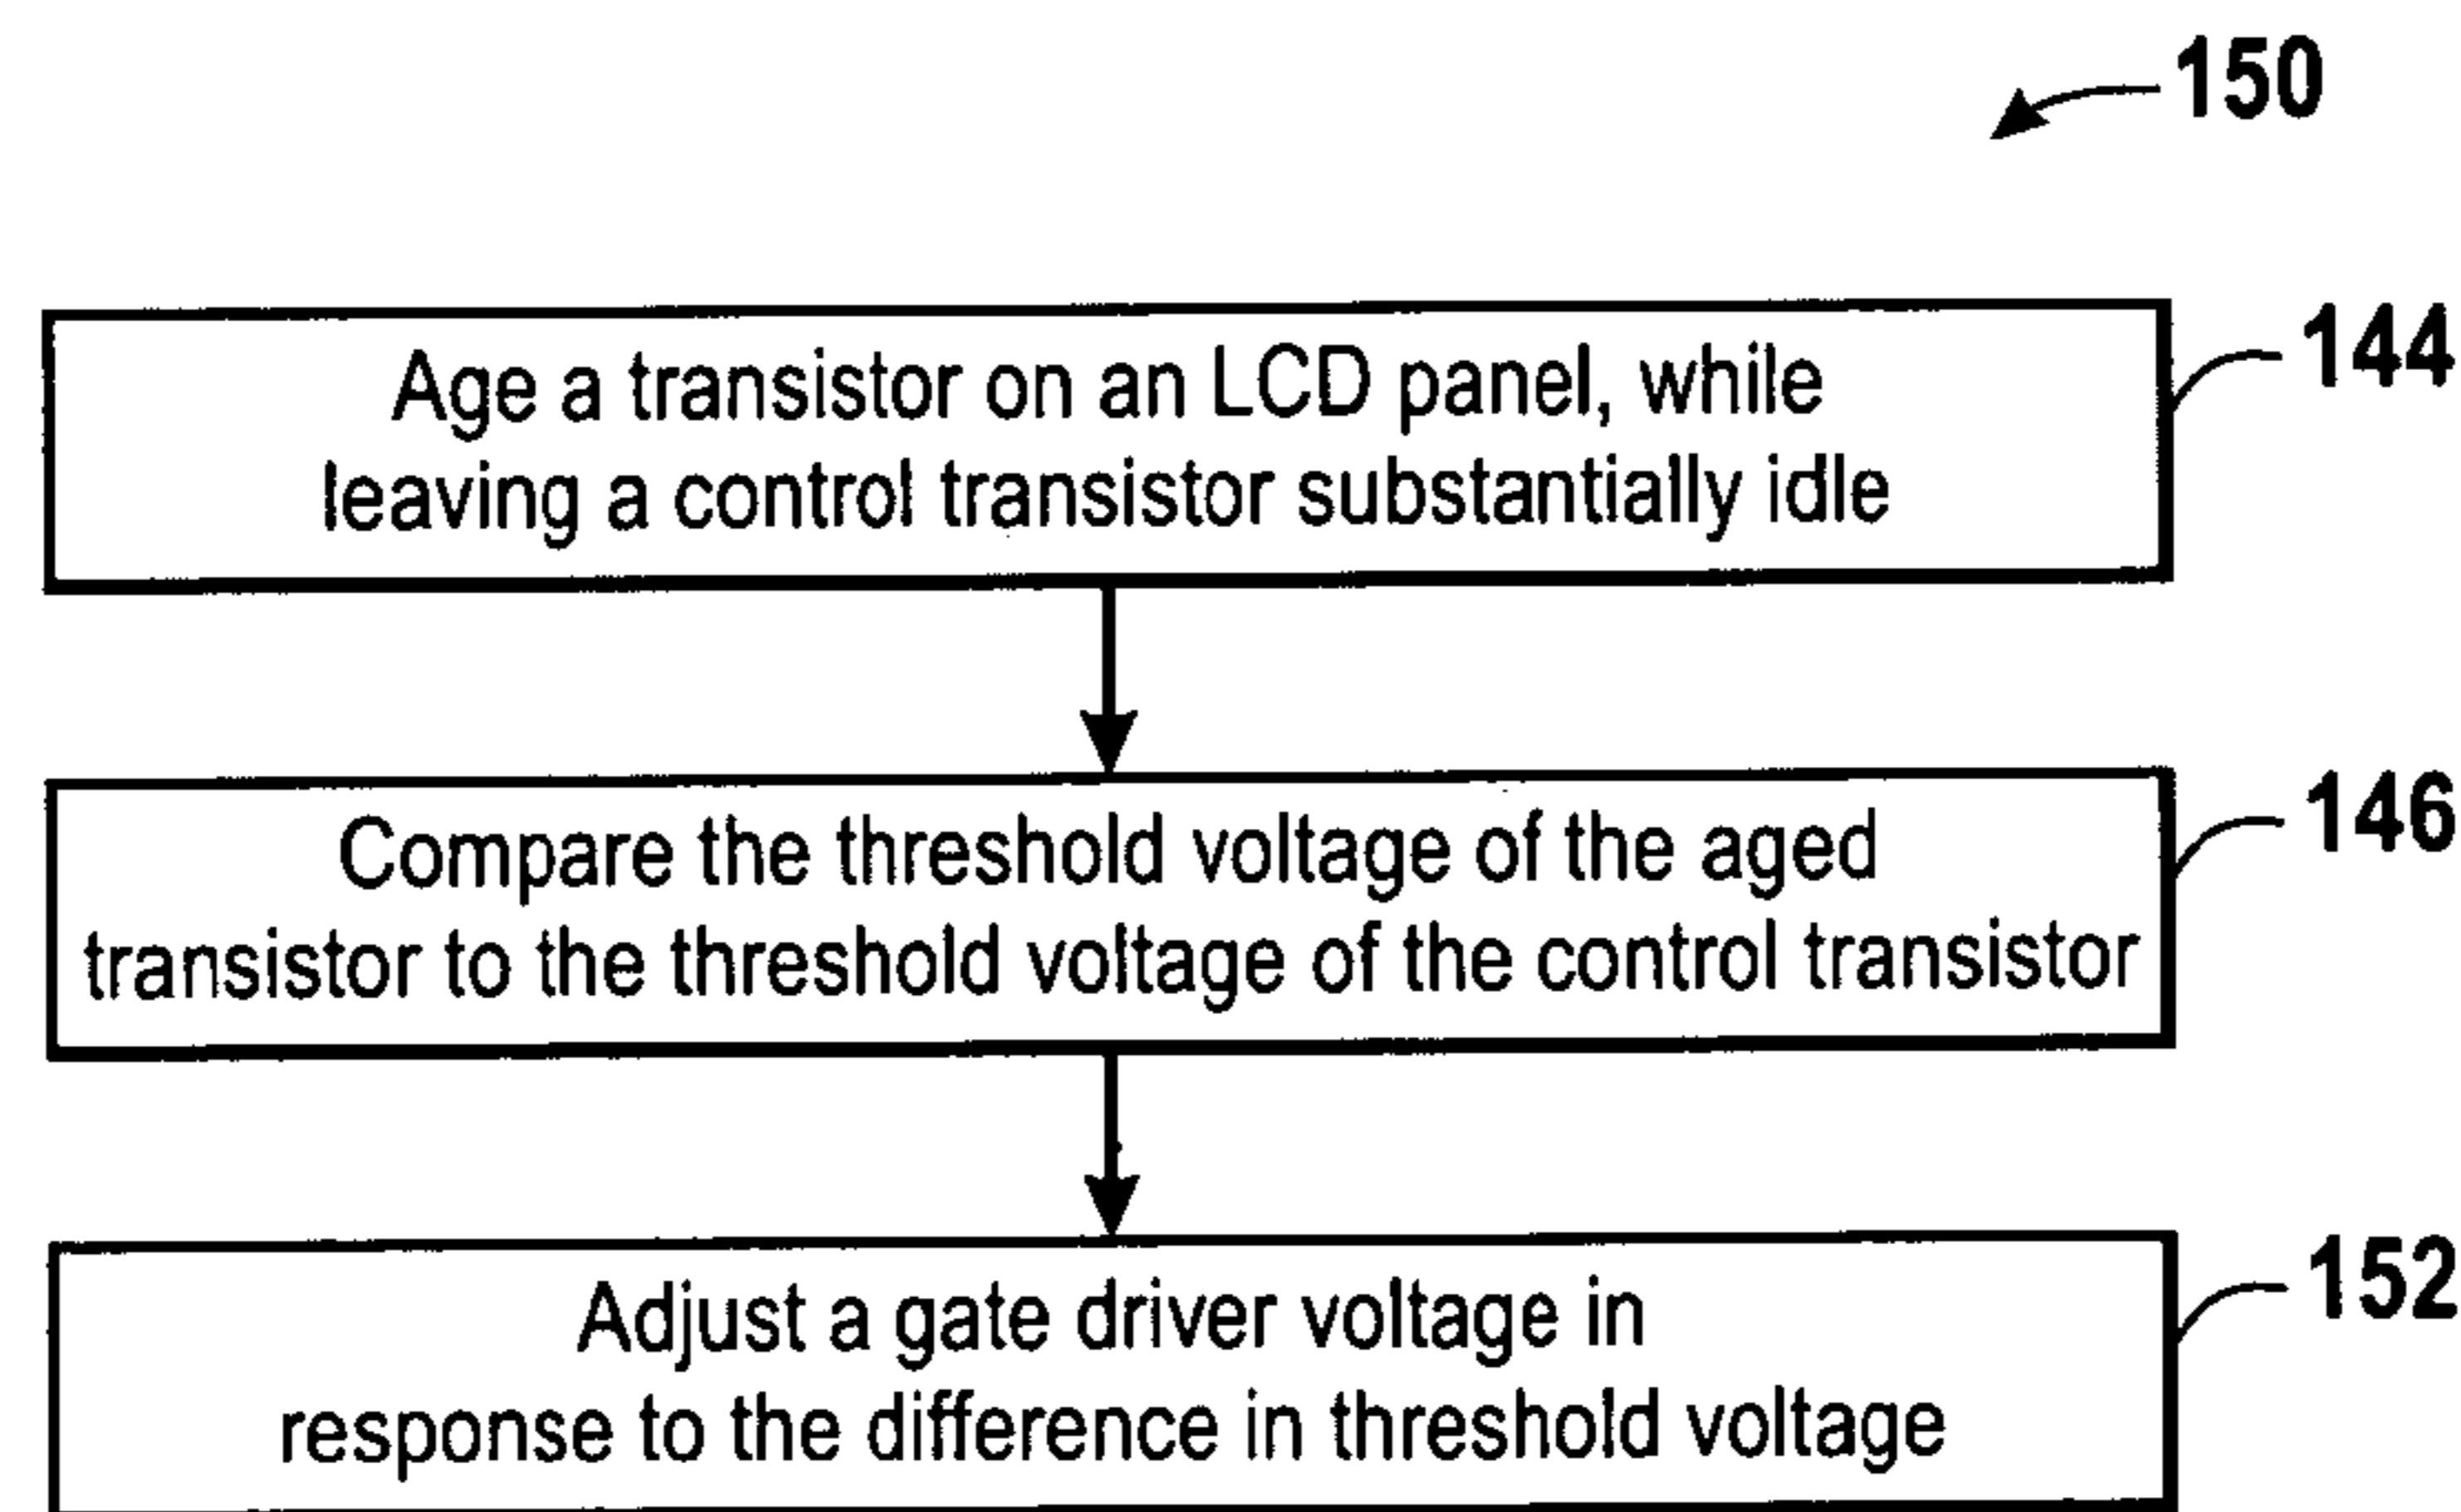 150
Age a transistor on an LCD panel, while
leaving a control transistor substantially idle
144
Compare the threshold voltage of the aged
transistor to the threshold voltage of the control transistor
146
Adjust a gate driver voltage in
response to the difference in threshold voltage
152